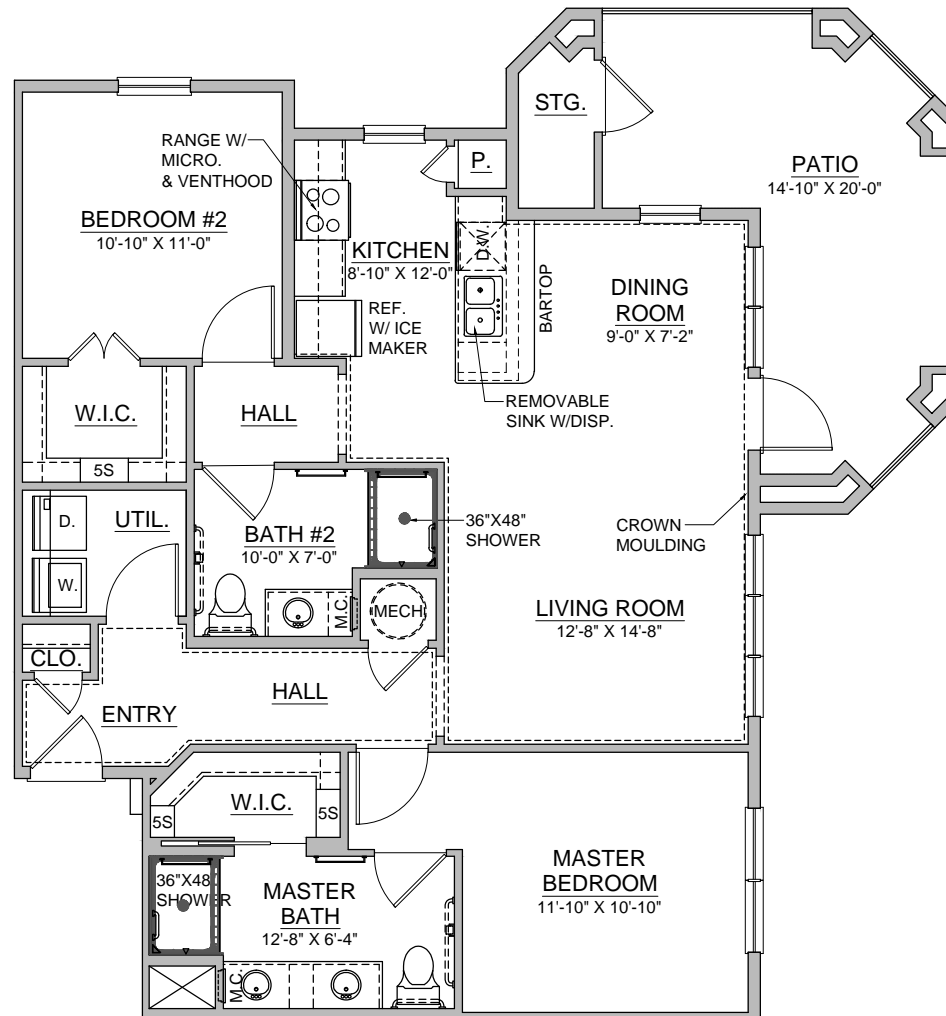 STG.
PATIO
14'-10" X 20'-0"
RANGE W/
MICRO.
& VENTHOOD
P.
BEDROOM #2
10'-10" X 11'-0"
KITCHEN
8'-10" X 12'-0"
D.W.
BARTOP
DINING
ROOM
9'-0" X 7'-2"
REF.
W/ ICE
MAKER
W.I.C.
5S
HALL
REMOVABLE
SINK W/DISP.
D.
UTIL.
W.
BATH #2
10'-0" X 7'-0"
36"X48"
SHOWER
CROWN
MOULDING
M.C.
MECH
LIVING ROOM
12'-8" X 14'-8"
CLO.
ENTRY
HALL
W.I.C.
5S
5S
36"X48"
SHOWER
MASTER
BATH
12'-8" X 6'-4"
M.C.
MASTER
BEDROOM
11'-10" X 10'-10"